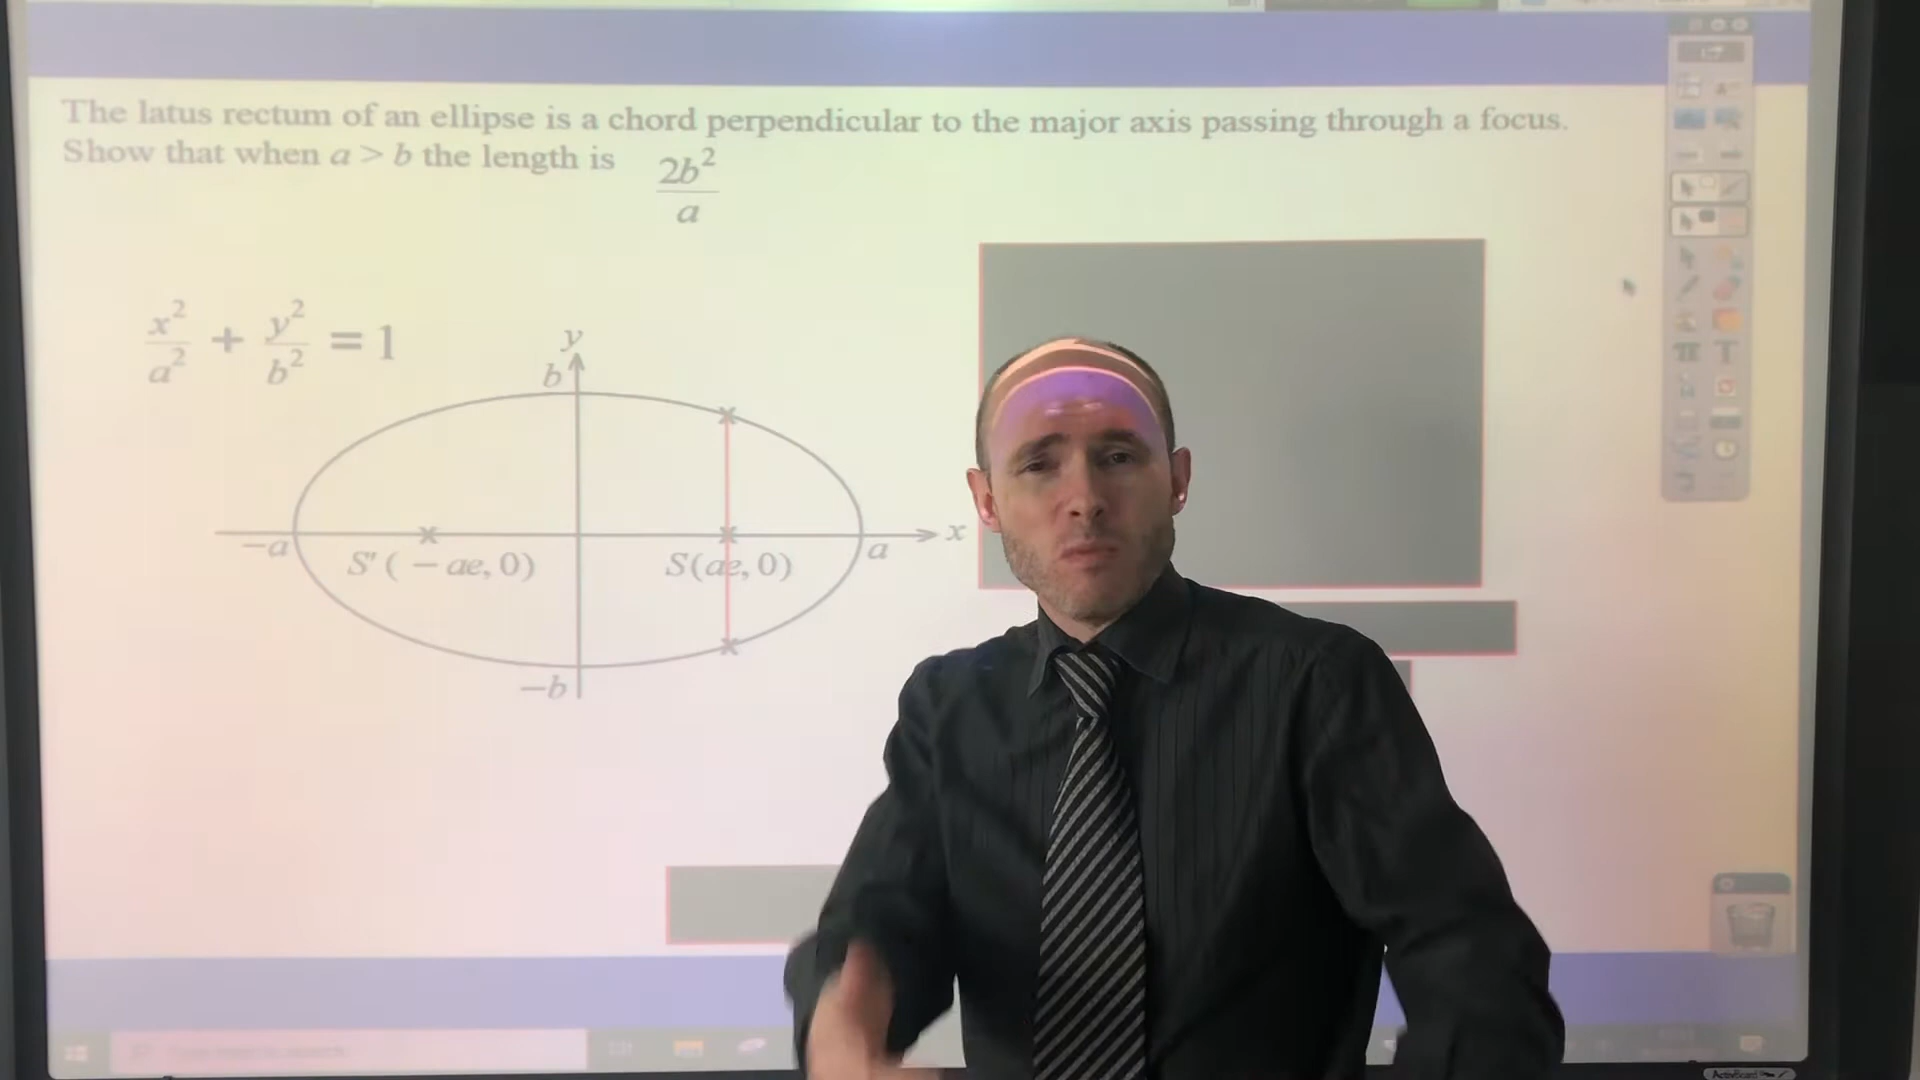 The latus rectum of an ellipse is a chord perpendicular to the major axis passing through a focus.
Show that when a > b the length is 2b²/a
x²/a² + y²/b² = 1
y
b
−a
S'( − ae, 0)
S(ae, 0)
a
x
−b
ActivBoard